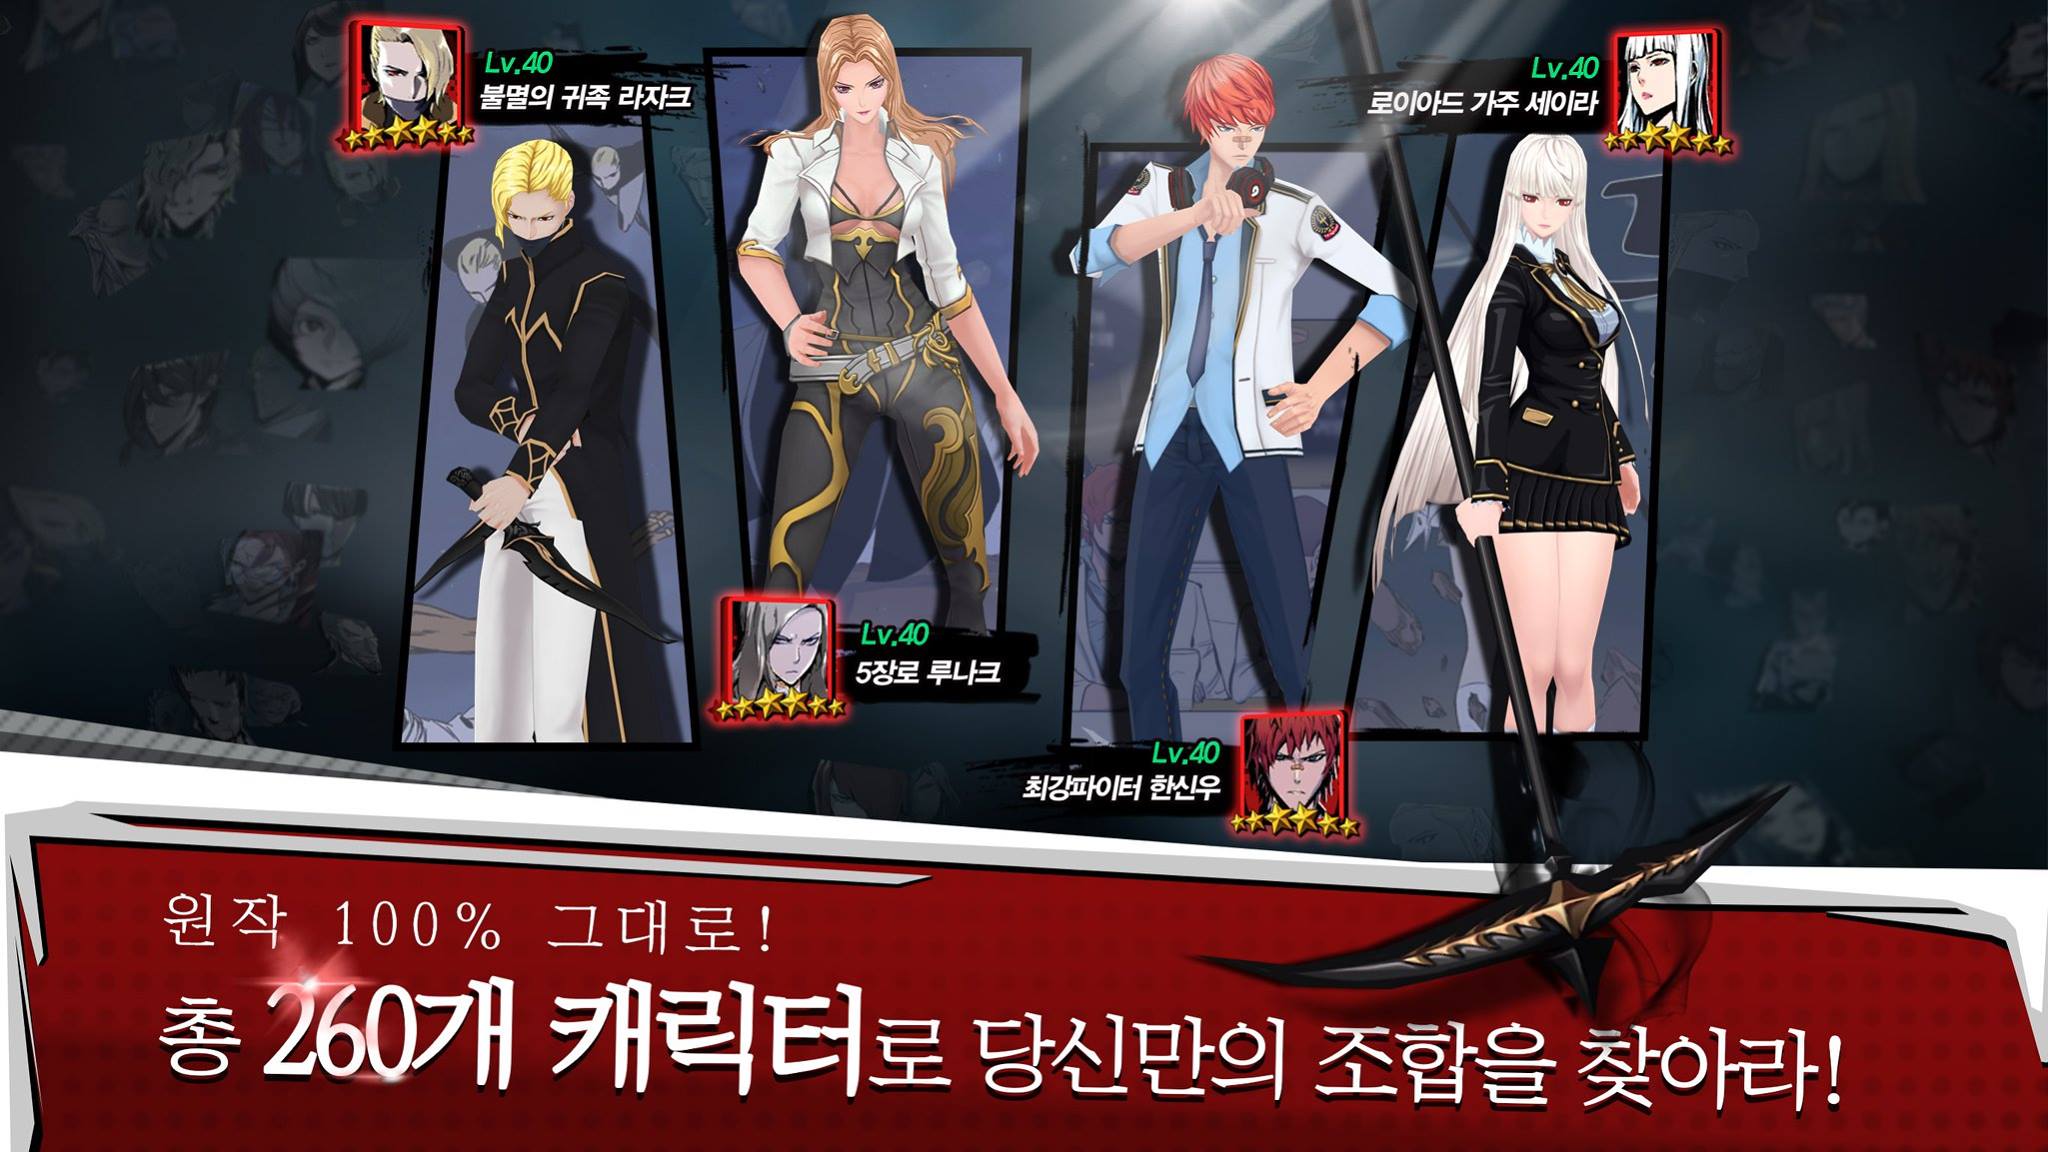 Lv.40
불멸의 귀족 라자크
Lv.40
로이아드 가주 세이라
Lv.40
5장로 루나크
Lv.40
최강파이터 한신우
원작 100% 그대로!
총 260개 캐릭터로 당신만의 조합을 찾아라!